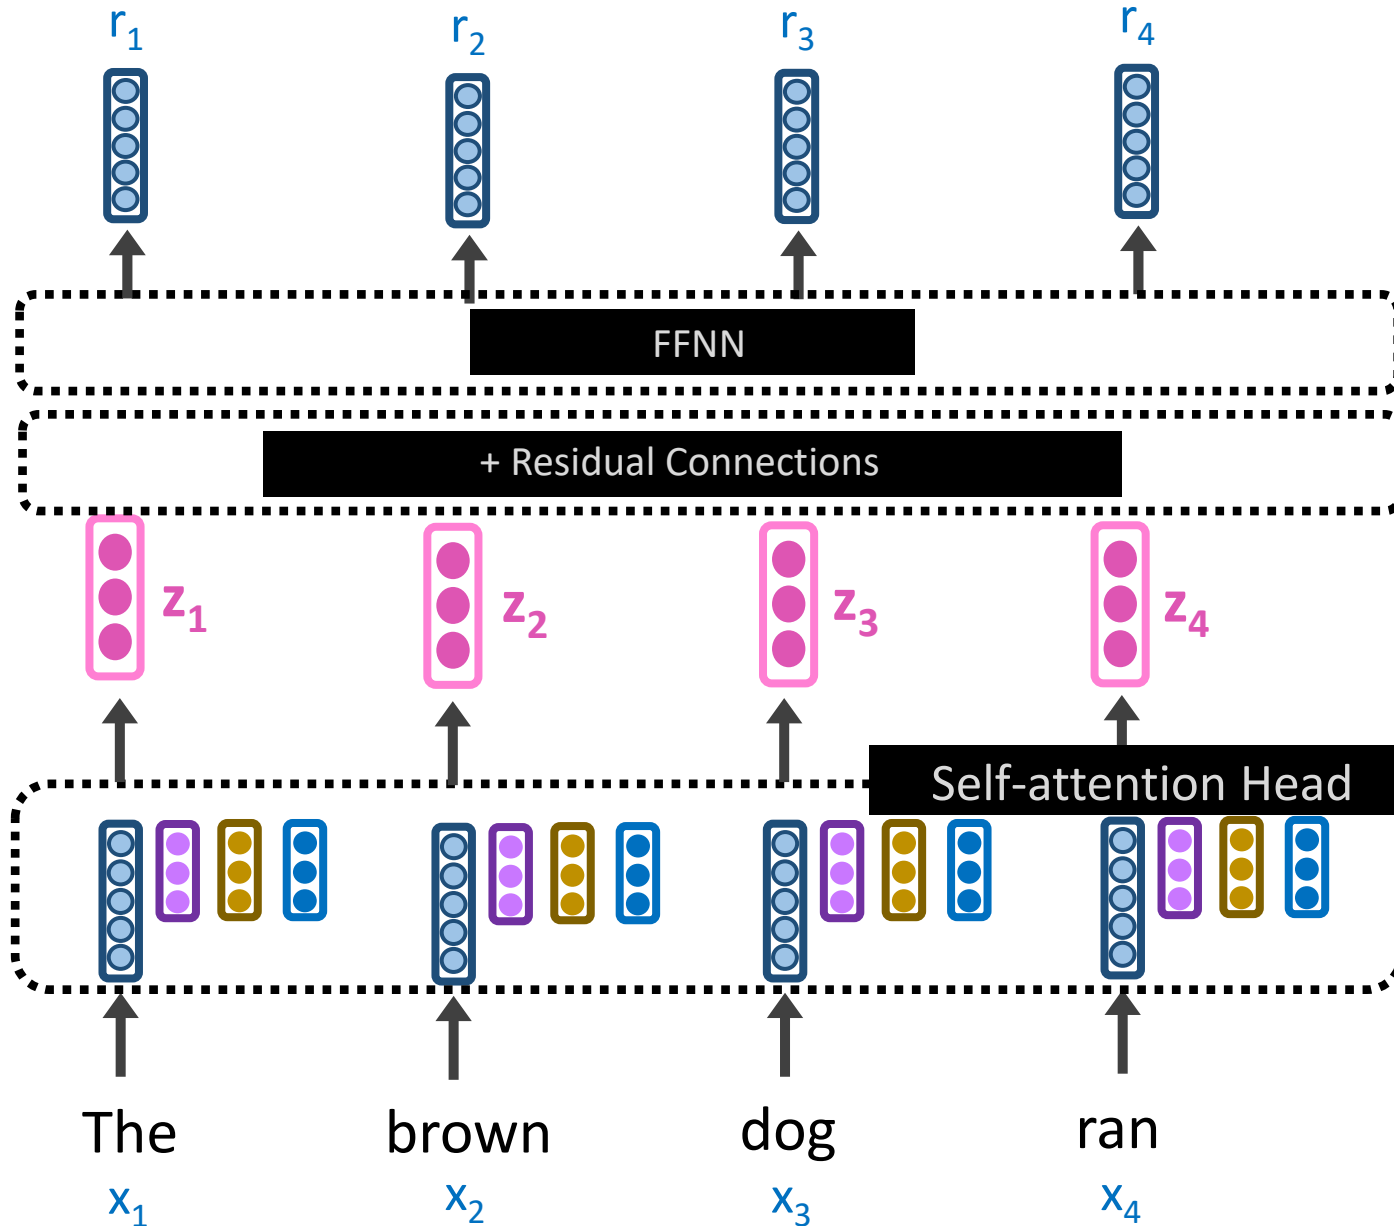 r1 r2 r3 r4
FFNN
+ Residual Connections
z1 z2 z3 z4
Self-attention Head
The brown dog ran
x1 x2 x3 x4